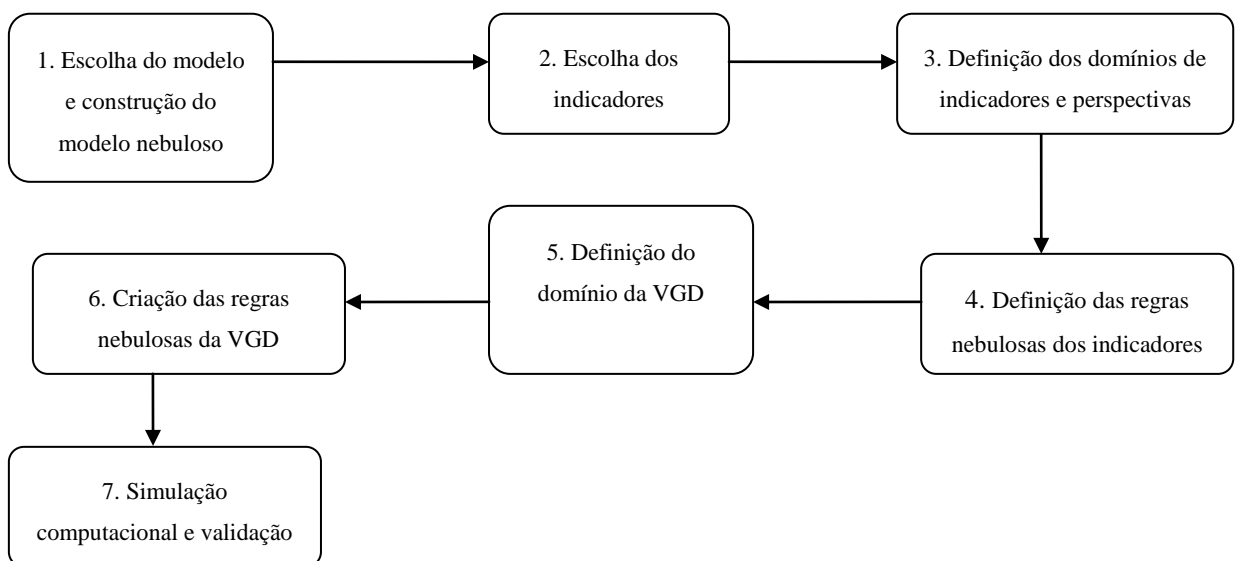 1. Escolha do modelo
e construção do
modelo nebuloso
2. Escolha dos
indicadores
3. Definição dos domínios de
indicadores e perspectivas
4. Definição das regras
nebulosas dos indicadores
5. Definição do
domínio da VGD
6. Criação das regras
nebulosas da VGD
7. Simulação
computacional e validação